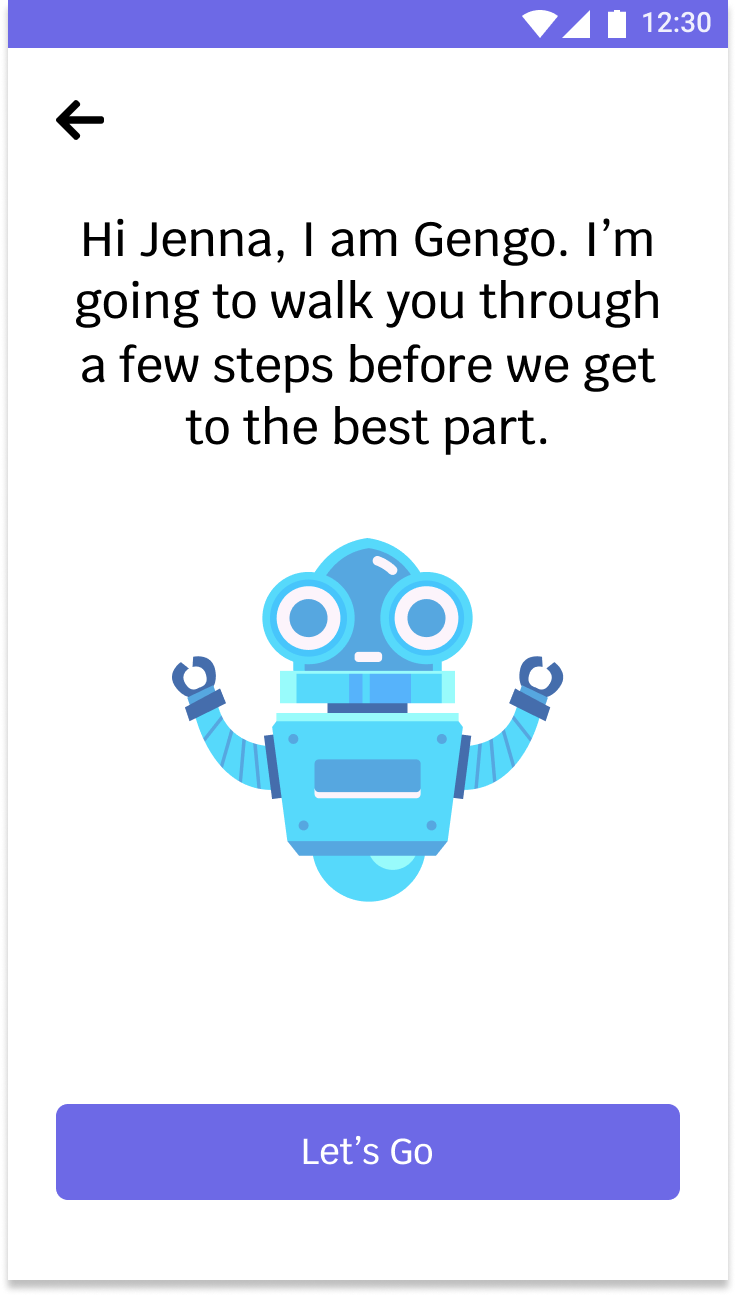 12:30
Hi Jenna, I am Gengo. I’m
going to walk you through
a few steps before we get
to the best part.
Let’s Go